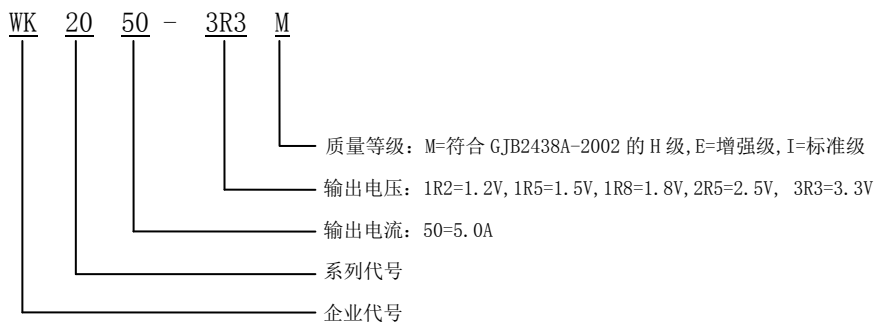 WK 20 50 - 3R3 M
质量等级：M=符合 GJB2438A-2002 的 H 级,E=增强级,I=标准级
输出电压：1R2=1.2V,1R5=1.5V,1R8=1.8V,2R5=2.5V, 3R3=3.3V
输出电流：50=5.0A
系列代号
企业代号